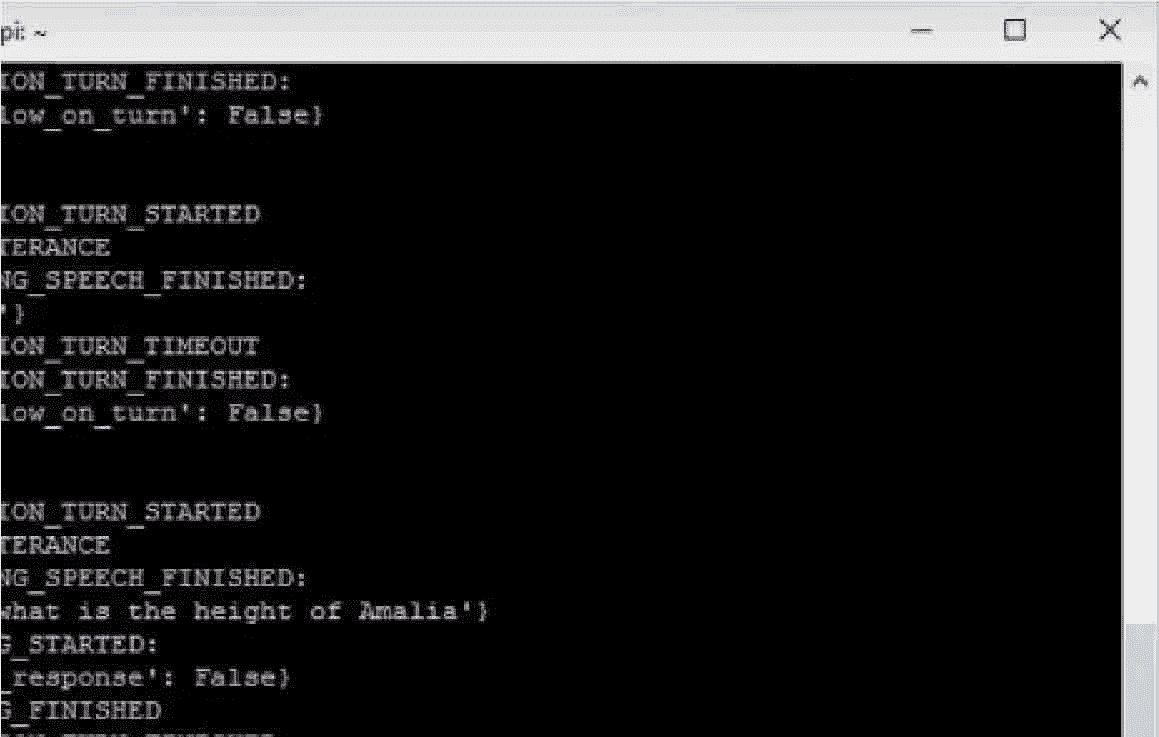 pi: ~
ION_TURN_FINISHED:
low_on_turn': False}
ION_TURN_STARTED
TERANCE
NG_SPEECH_FINISHED:
'}
ION_TURN_TIMEOUT
ION_TURN_FINISHED:
low_on_turn': False}
ION_TURN_STARTED
TERANCE
NG_SPEECH_FINISHED:
what is the height of Amalia'}
G_STARTED:
_response': False}
G_FINISHED